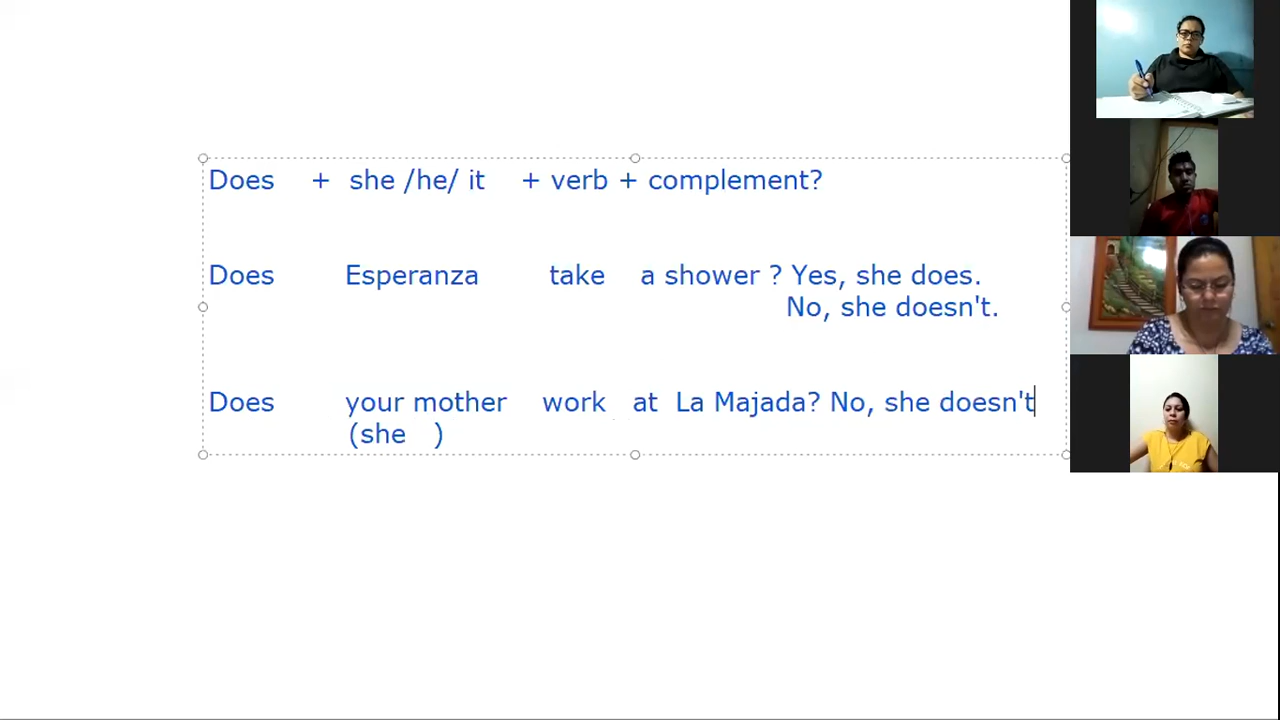 Does + she /he/ it + verb + complement?
Does Esperanza take a shower ? Yes, she does.
No, she doesn't.
Does your mother work at La Majada? No, she doesn't
(she )